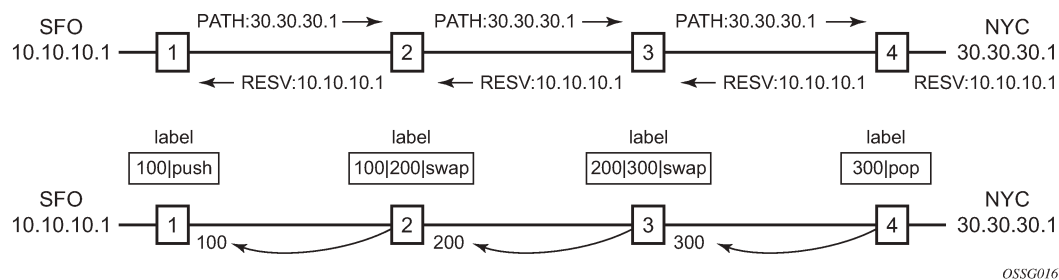 PATH:30.30.30.1 PATH:30.30.30.1 PATH:30.30.30.1
SFO NYC
10.10.10.1 1 2 3 4 30.30.30.1
RESV:10.10.10.1 RESV:10.10.10.1 RESV:10.10.10.1 RESV:10.10.10.1
label label label label
100|push 100|200|swap 200|300|swap 300|pop
SFO NYC
10.10.10.1 1 2 3 4 30.30.30.1
100 200 300
OSSG016